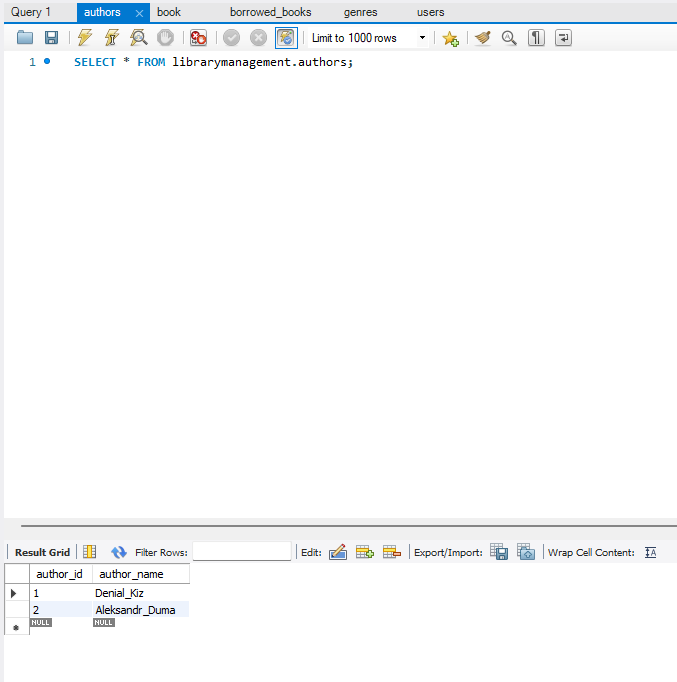 Query 1 authors book borrowed_books genres users
Limit to 1000 rows
1 SELECT * FROM librarymanagement.authors;
Result Grid Filter Rows: Edit: Export/Import: Wrap Cell Content:
author_id author_name
1 Denial_Kiz
2 Aleksandr_Duma
NULL NULL